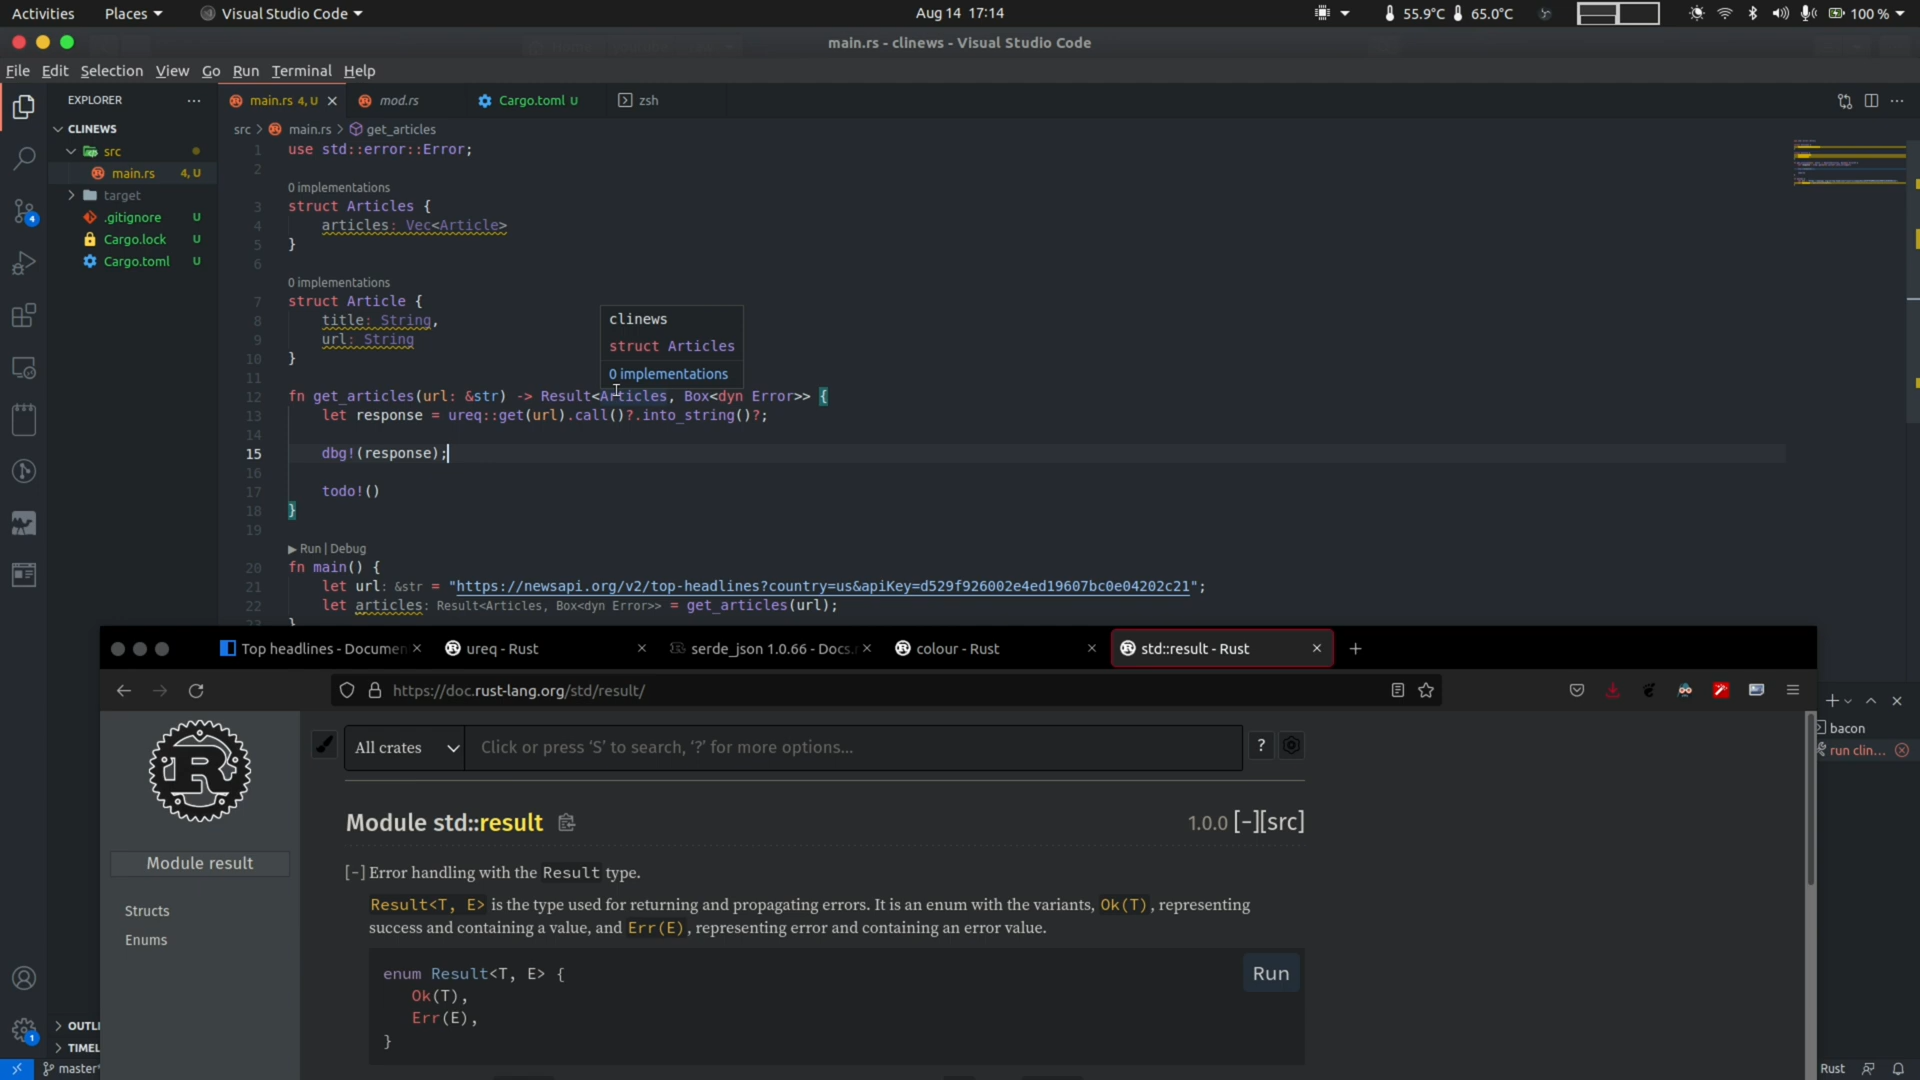 Activities Places Visual Studio Code Aug 14 17:14 55.9°C 65.0°C 100 %
main.rs - clinews - Visual Studio Code
File Edit Selection View Go Run Terminal Help
EXPLORER ··· main.rs 4, U mod.rs Cargo.toml U zsh
CLINEWS src > main.rs > get_articles
src
main.rs 4, U
target
.gitignore U
Cargo.lock U
Cargo.toml U
1 use std::error::Error;
2
0 implementations
3 struct Articles {
4 articles: Vec<Article>
5 }
6
0 implementations
7 struct Article {
8 title: String,
9 url: String
10 }
11
clinews
struct Articles
0 implementations
12 fn get_articles(url: &str) -> Result<Articles, Box<dyn Error>> {
13 let response = ureq::get(url).call()?.into_string()?;
14
15 dbg!(response);
16
17 todo!()
18 }
19
▶ Run | Debug
20 fn main() {
21 let url: &str = "https://newsapi.org/v2/top-headlines?country=us&apiKey=d529f926002e4ed19607bc0e04202c21";
22 let articles: Result<Articles, Box<dyn Error>> = get_articles(url);
}
4
1
OUTL
TIMEL
master*
Top headlines - Documen ureq - Rust serde_json 1.0.66 - Docs. colour - Rust std::result - Rust
https://doc.rust-lang.org/std/result/
bacon
run clin...
All crates Click or press ‘S’ to search, ‘?’ for more options... ?
Module std::result 1.0.0 [-][src]
Module result
Structs
Enums
[-] Error handling with the Result type.
Result<T, E> is the type used for returning and propagating errors. It is an enum with the variants, Ok(T), representing
success and containing a value, and Err(E), representing error and containing an error value.
enum Result<T, E> {
Ok(T),
Err(E),
}
Run
Rust